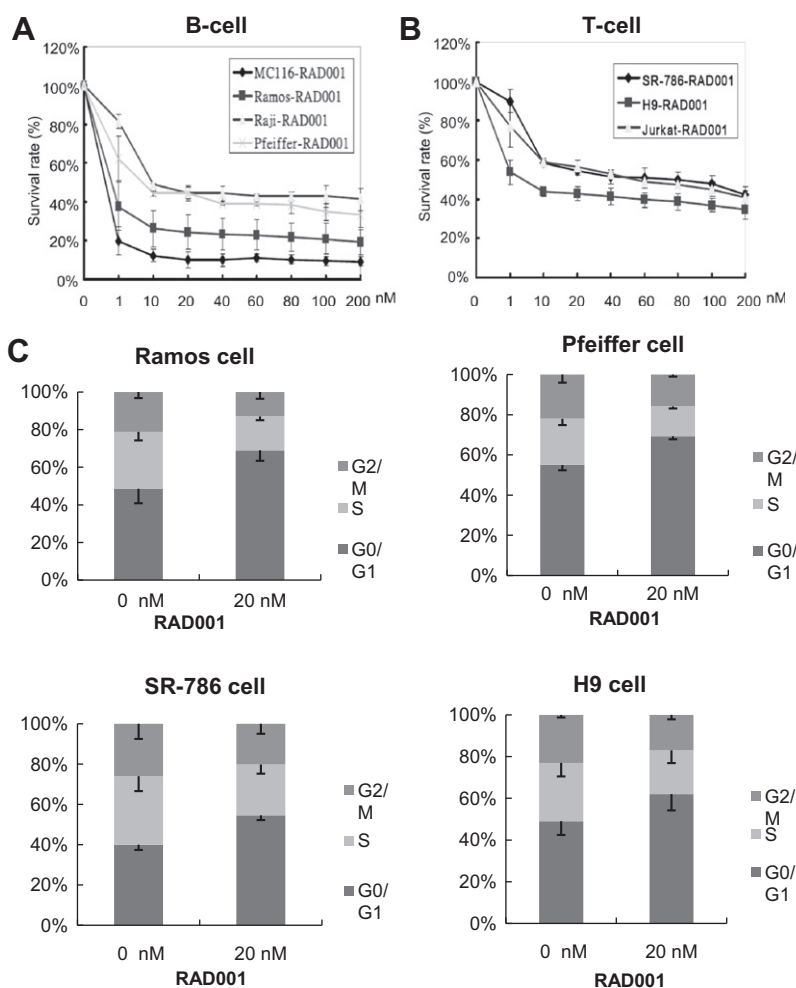 A
B-cell
120%
100%
80%
60%
40%
20%
0%
Survival rate (%)
MC116-RAD001
Ramos-RAD001
Raji-RAD001
Pfeiffer-RAD001
0 1 10 20 40 60 80 100 200 nM
B
T-cell
120%
100%
80%
60%
40%
20%
0%
Survival rate (%)
SR-786-RAD001
H9-RAD001
Jurkat-RAD001
0 1 10 20 40 60 80 100 200 nM
C
Ramos cell
100%
80%
60%
40%
20%
0%
G2/
M
S
G0/
G1
0 nM 20 nM
RAD001
Pfeiffer cell
100%
80%
60%
40%
20%
0%
G2/
M
S
G0/
G1
0 nM 20 nM
RAD001
SR-786 cell
100%
80%
60%
40%
20%
0%
G2/
M
S
G0/
G1
0 nM 20 nM
RAD001
H9 cell
100%
80%
60%
40%
20%
0%
G2/
M
S
G0/
G1
0 nM 20 nM
RAD001